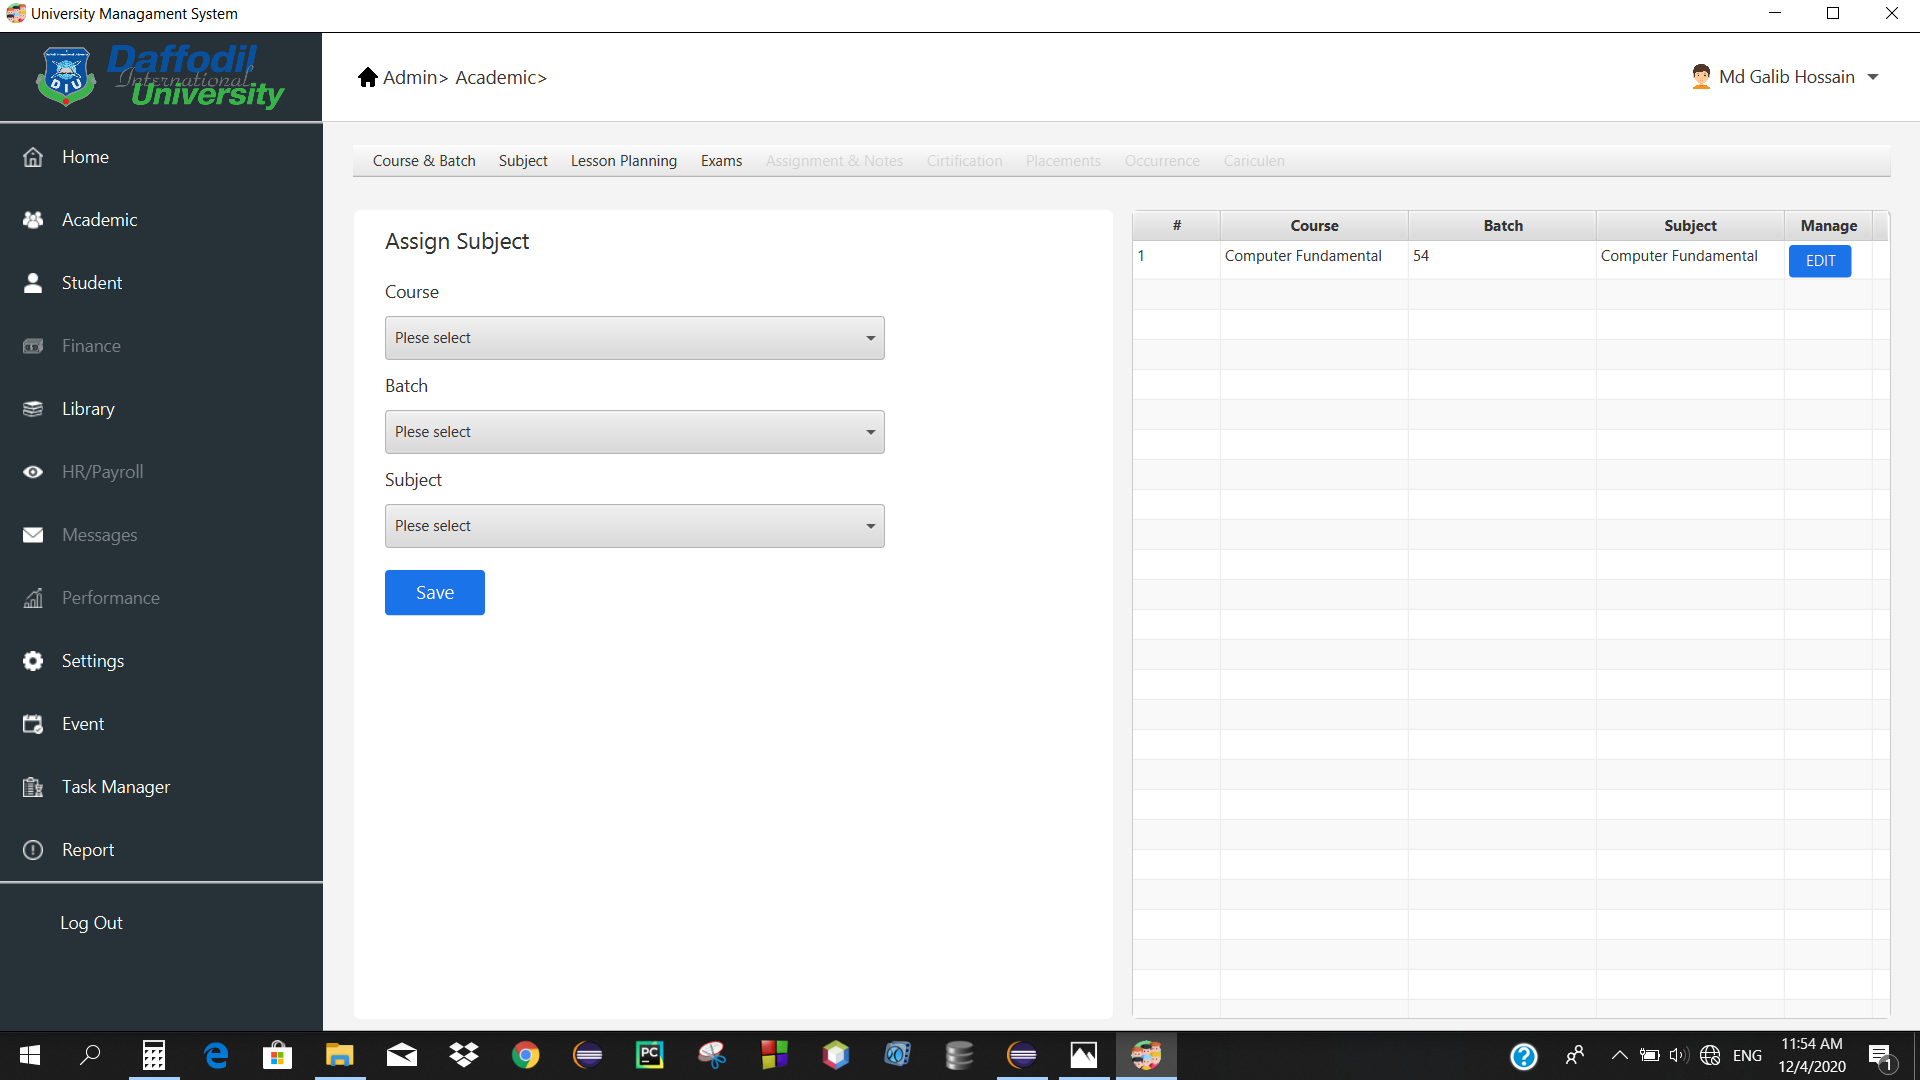 University Managament System
Daffodil
International
University
DIU
Admin> Academic>
Md Galib Hossain
Home
Academic
Student
Finance
Library
HR/Payroll
Messages
Performance
Settings
Event
Task Manager
Report
Log Out
Course & Batch Subject Lesson Planning Exams Assignment & Notes Cirtification Placements Occurrence Cariculen
Assign Subject
Course
Plese select
Batch
Plese select
Subject
Plese select
Save
# Course Batch Subject Manage
1 Computer Fundamental 54 Computer Fundamental EDIT
PC
ENG
11:54 AM
12/4/2020
1